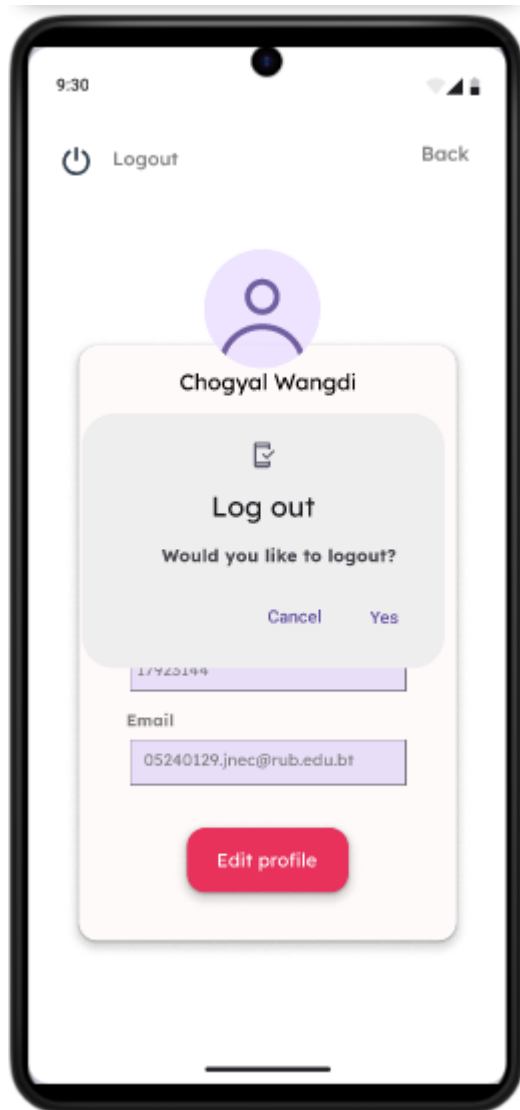 9:30
Logout
Back
Chogyal Wangdi
Log out
Would you like to logout?
Cancel Yes
17923144
Email
05240129.jnec@rub.edu.bt
Edit profile